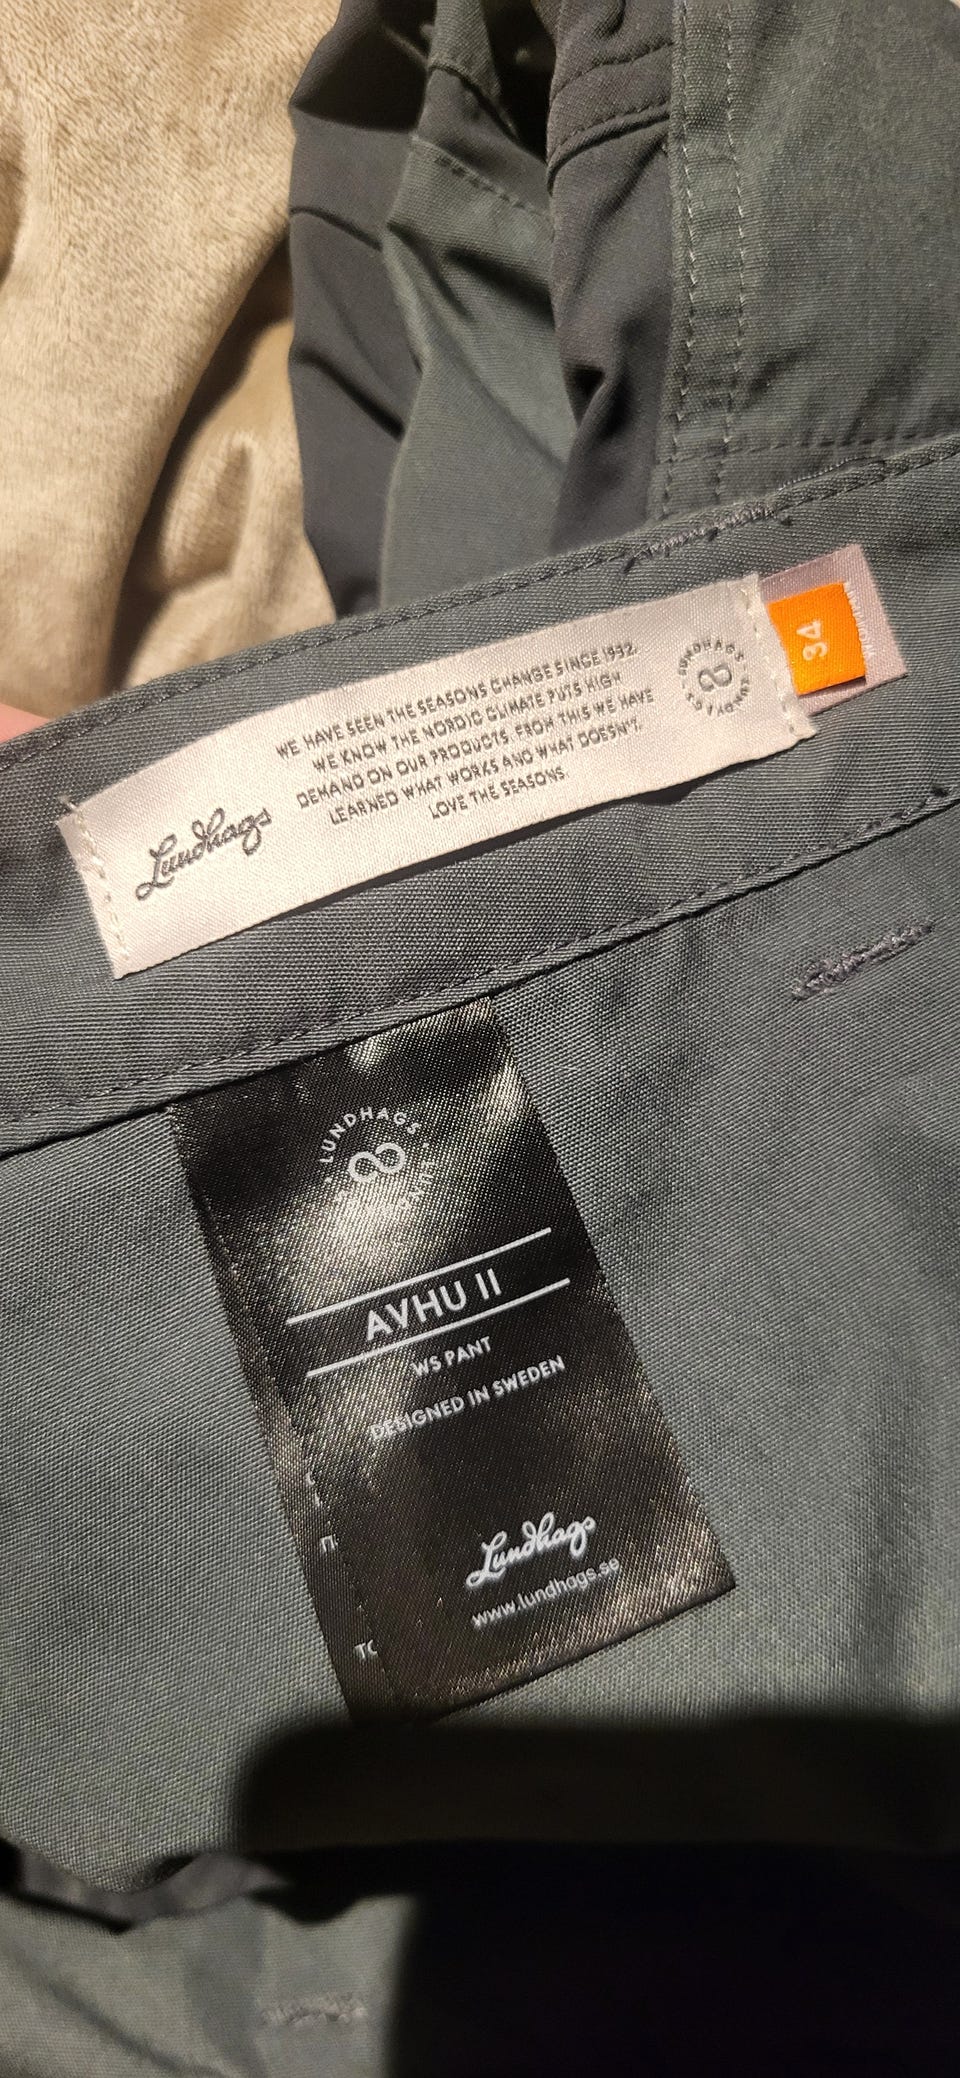 WE HAVE SEEN THE SEASONS CHANGE SINCE 1932.
WE KNOW THE NORDIC CLIMATE PUTS HIGH
DEMAND ON OUR PRODUCTS. FROM THIS WE HAVE
LEARNED WHAT WORKS AND WHAT DOESN'T.
LOVE THE SEASONS.
Lundhags
LUNDHAGS
34
LUNDHAGS
AVHU II
WS PANT
DESIGNED IN SWEDEN
Lundhags
www.lundhags.se